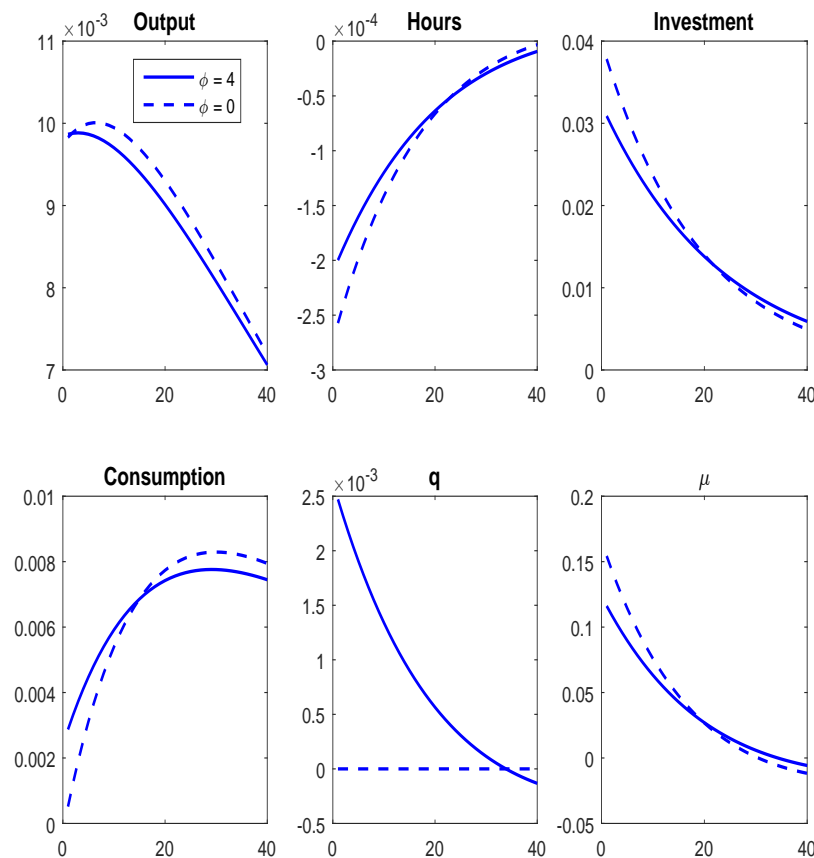 ×10⁻³ Output
11
10
9
8
7
0 20 40
ϕ = 4
ϕ = 0
×10⁻⁴ Hours
0
-0.5
-1
-1.5
-2
-2.5
-3
0 20 40
Investment
0.04
0.03
0.02
0.01
0
0 20 40
Consumption
0.01
0.008
0.006
0.004
0.002
0
0 20 40
×10⁻³ q
2.5
2
1.5
1
0.5
0
-0.5
0 20 40
μ
0.2
0.15
0.1
0.05
0
-0.05
0 20 40